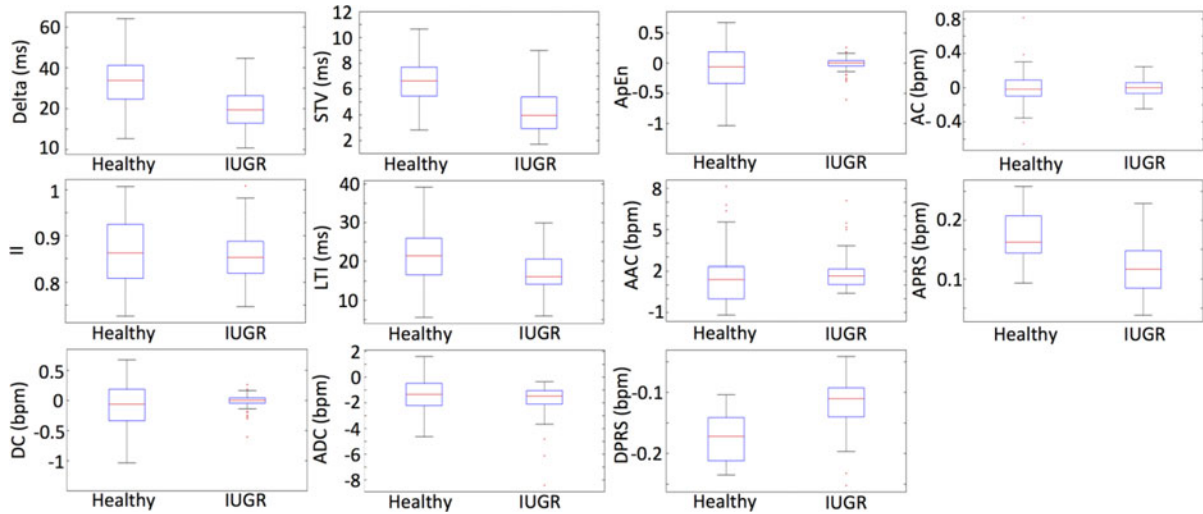 Delta (ms)
60
40
20
10
Healthy IUGR
STV (ms)
12
10
8
6
4
2
Healthy IUGR
ApEn
0.5
0
-0.5
-1
Healthy IUGR
AC (bpm)
0.4
0
- 0.4
Healthy IUGR
II
1
0.9
0.8
Healthy IUGR
LTI (ms)
40
30
20
10
Healthy IUGR
AAC (bpm)
8
5
2
-1
Healthy IUGR
APRS (bpm)
0.2
0.1
Healthy IUGR
DC (bpm)
0.5
0
-0.5
-1
Healthy IUGR
ADC (bpm)
2
0
-2
-4
-6
-8
Healthy IUGR
DPRS (bpm)
-0.1
-0.2
Healthy IUGR